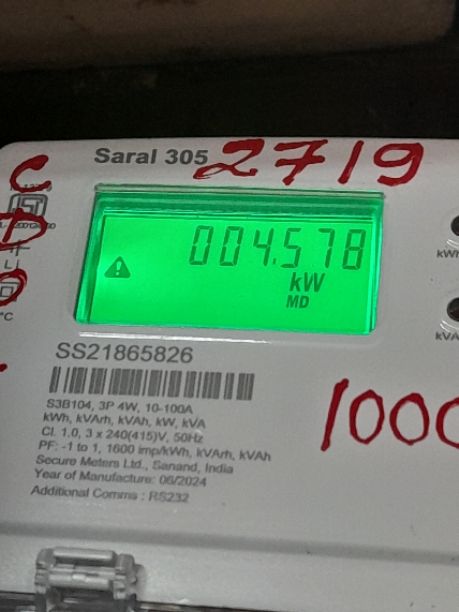 Saral 305
2719
C
D
L
°C
004.578
kW
MD
kWh
SS21865826
S3B104, 3P 4W, 10-100A
kWh, kVArh, kVAh, kW, kVA
Cl. 1.0, 3 x 240(415)V, 50Hz
PF: -1 to 1, 1600 imp/kWh, kVArh, kVAh
Secure Meters Ltd., Sanand, India
Year of Manufacture: 06/2024
Additional Comms : RS232
1000